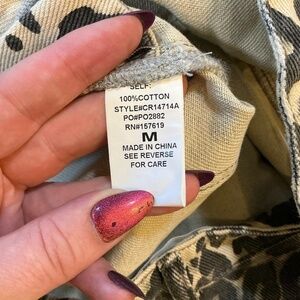 SELF:
100%COTTON
STYLE#CR14714A
PO#PO2882
RN#157619
M
MADE IN CHINA
SEE REVERSE
FOR CARE